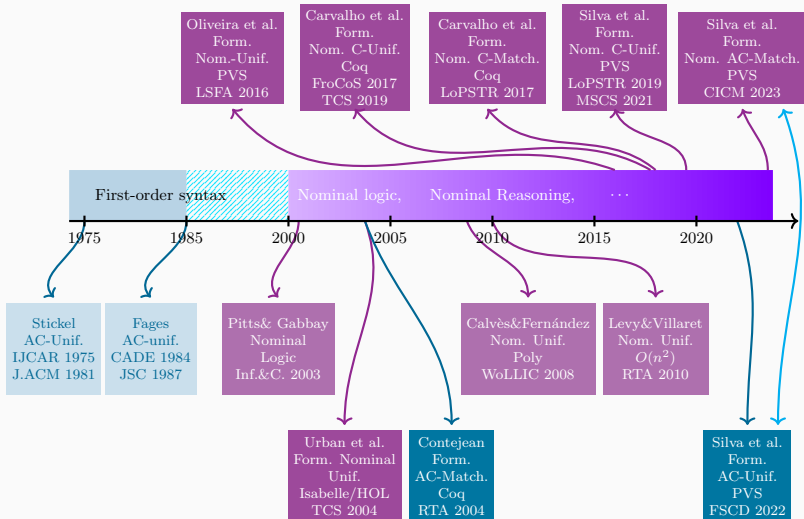 Oliveira et al.
Form.
Nom.-Unif.
PVS
LSFA 2016
Carvalho et al.
Form.
Nom. C-Unif.
Coq
FroCoS 2017
TCS 2019
Carvalho et al.
Form.
Nom. C-Match.
Coq
LoPSTR 2017
Silva et al.
Form.
Nom. C-Unif
PVS
LoPSTR 2019
MSCS 2021
Silva et al.
Form.
Nom. AC-Match.
PVS
CICM 2023
First-order syntax
Nominal logic, Nominal Reasoning, ···
1975 1985 2000 2005 2010 2015 2020
Stickel
AC-Unif.
IJCAR 1975
J.ACM 1981
Fages
AC-unif.
CADE 1984
JSC 1987
Pitts& Gabbay
Nominal
Logic
Inf.&C. 2003
Calvès&Fernández
Nom. Unif.
Poly
WoLLIC 2008
Levy&Villaret
Nom. Unif.
O(n²)
RTA 2010
Urban et al.
Form. Nominal
Unif.
Isabelle/HOL
TCS 2004
Contejean
Form.
AC-Match.
Coq
RTA 2004
Silva et al.
Form.
AC-Unif.
PVS
FSCD 2022